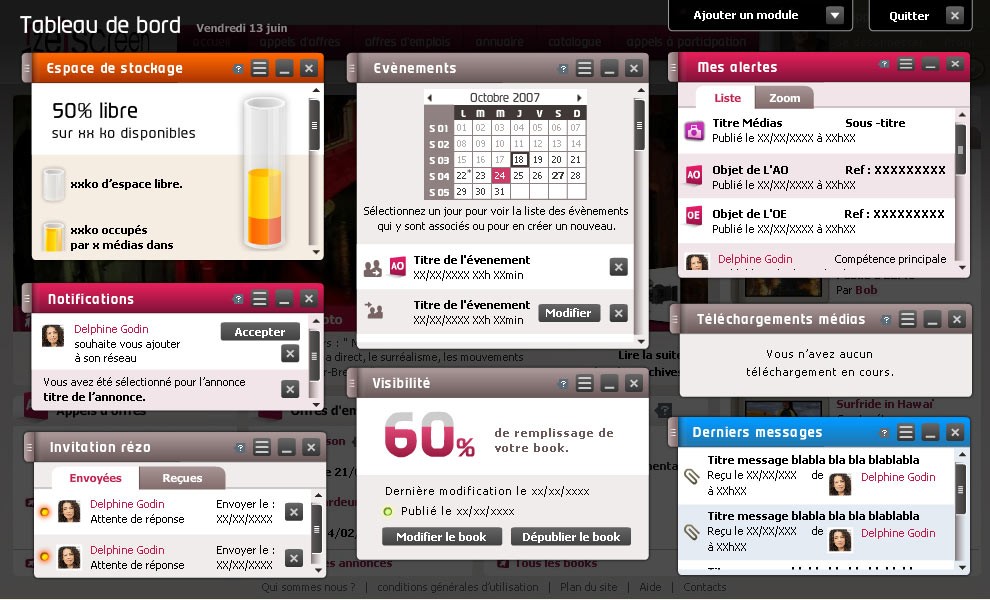 Tableau de bord
Vendredi 13 juin
Ajouter un module
Quitter
accueil appels d'offres offres d'emplois annuaire catalogue appels à participation
Espace de stockage
?
50% libre
sur xx ko disponibles
xxko d'espace libre.
xxko occupés
par x médias dans
Notifications
?
Delphine Godin
souhaite vous ajouter
à son réseau
Accepter
Vous avez été sélectionné pour l'annonce
titre de l'annonce.
Invitation rézo
?
Envoyées
Reçues
Delphine Godin
Attente de réponse
Envoyer le :
XX/XX/XXXX
Delphine Godin
Attente de réponse
Envoyer le :
XX/XX/XXXX
Evènements
?
Octobre 2007
L M M J V S D
S 01 01 02 03 04 05 06 07
S 02 08 09 10 11 12 13 14
S 03 15 16 17 18 19 20 21
S 04 22* 23 24 25 26 27 28
S 05 29 30 31
Sélectionnez un jour pour voir la liste des évènements
qui y sont associés ou pour en créer un nouveau.
AO
Titre de l'évenement
XX/XX/XXXX XXh XXmin
Titre de l'évenement
XX/XX/XXXX XXh XXmin
Modifier
a direct, le surréalisme, les mouvements
Lire la suite
Visibilité
?
60%
de remplissage de
votre book.
Dernière modification le xx/xx/xxxx
Publié le xx/xx/xxxx
Modifier le book
Dépublier le book
Tous les books
Mes alertes
?
Liste
Zoom
Titre Médias
Sous -titre
Publié le XX/XX/XXXX à XXhXX
AO
Objet de L'AO
Ref : XXXXXXXXX
Publié le XX/XX/XXXX à XXhXX
OE
Objet de L'OE
Ref : XXXXXXXXX
Publié le XX/XX/XXXX à XXhXX
Delphine Godin
Compétence principale
Par Bob
Téléchargements médias
?
Vous n'avez aucun
téléchargement en cours.
Surfride in Hawai'
Derniers messages
?
Titre message blabla bla bla blablabla
Reçu le XX/XX/XXX
à XXhXX
de
Delphine Godin
Titre message blabla bla bla blablabla
Reçu le XX/XX/XXX
à XXhXX
de
Delphine Godin
Qui sommes nous ? | conditions générales d'utilisation | Plan du site | Aide | Contacts